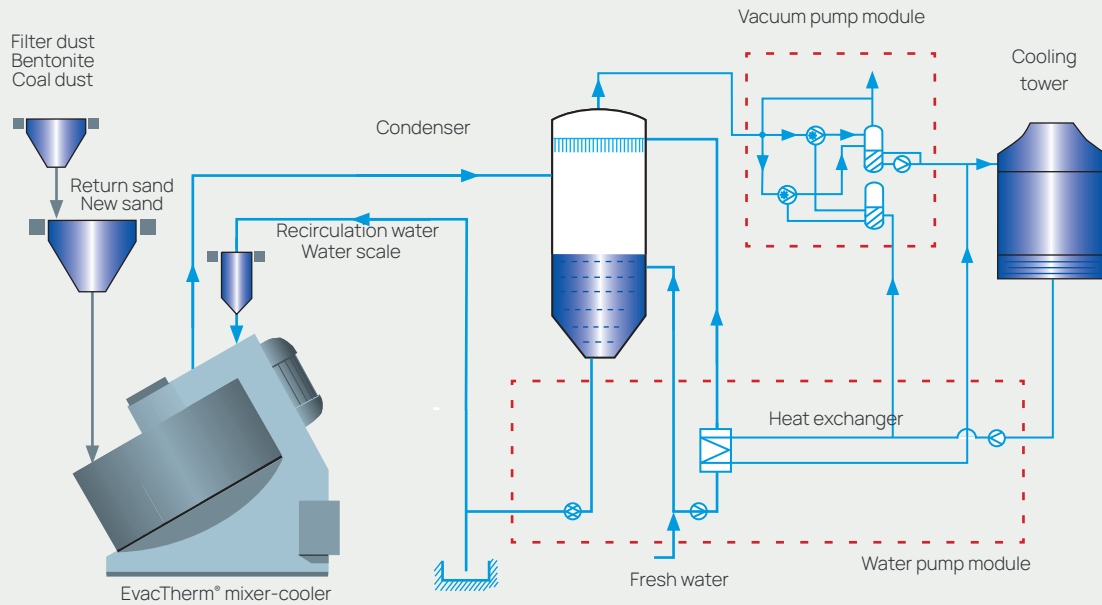 Vacuum pump module
Filter dust
Bentonite
Coal dust
Cooling
tower
Condenser
Return sand
New sand
Recirculation water
Water scale
Heat exchanger
Water pump module
Fresh water
EvacTherm® mixer-cooler